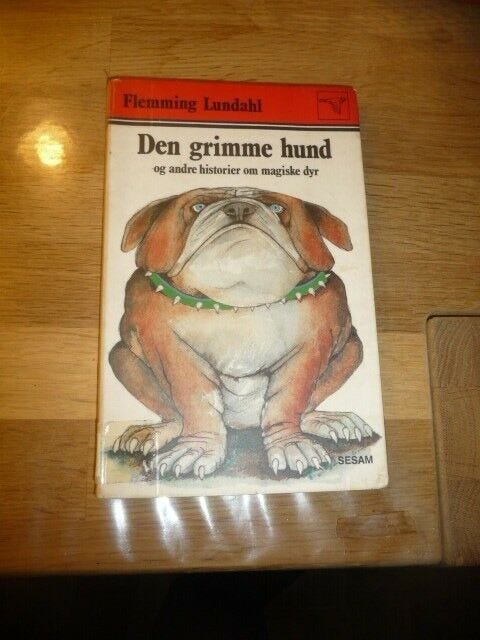 Flemming Lundahl
Den grimme hund
og andre historier om magiske dyr
SESAM